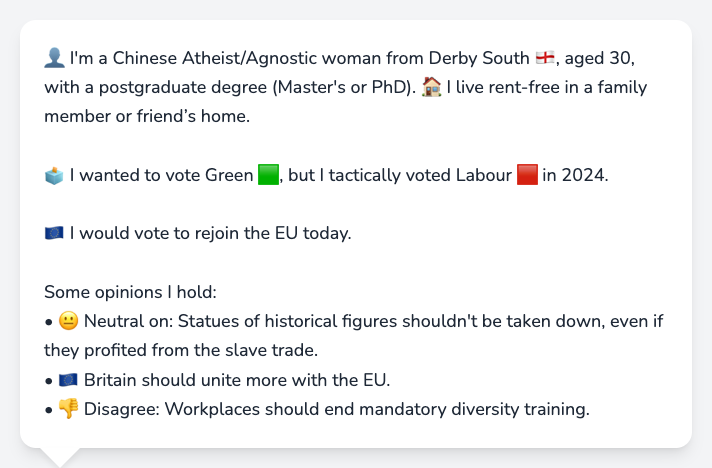 👤 I'm a Chinese Atheist/Agnostic woman from Derby South 🏴󠁧󠁢󠁥󠁮󠁧󠁿, aged 30,
with a postgraduate degree (Master's or PhD). 🏠 I live rent-free in a family
member or friend’s home.
🗳️ I wanted to vote Green 🟩, but I tactically voted Labour 🟥 in 2024.
🇪🇺 I would vote to rejoin the EU today.
Some opinions I hold:
• 😐 Neutral on: Statues of historical figures shouldn't be taken down, even if
they profited from the slave trade.
• 🇪🇺 Britain should unite more with the EU.
• 👎 Disagree: Workplaces should end mandatory diversity training.